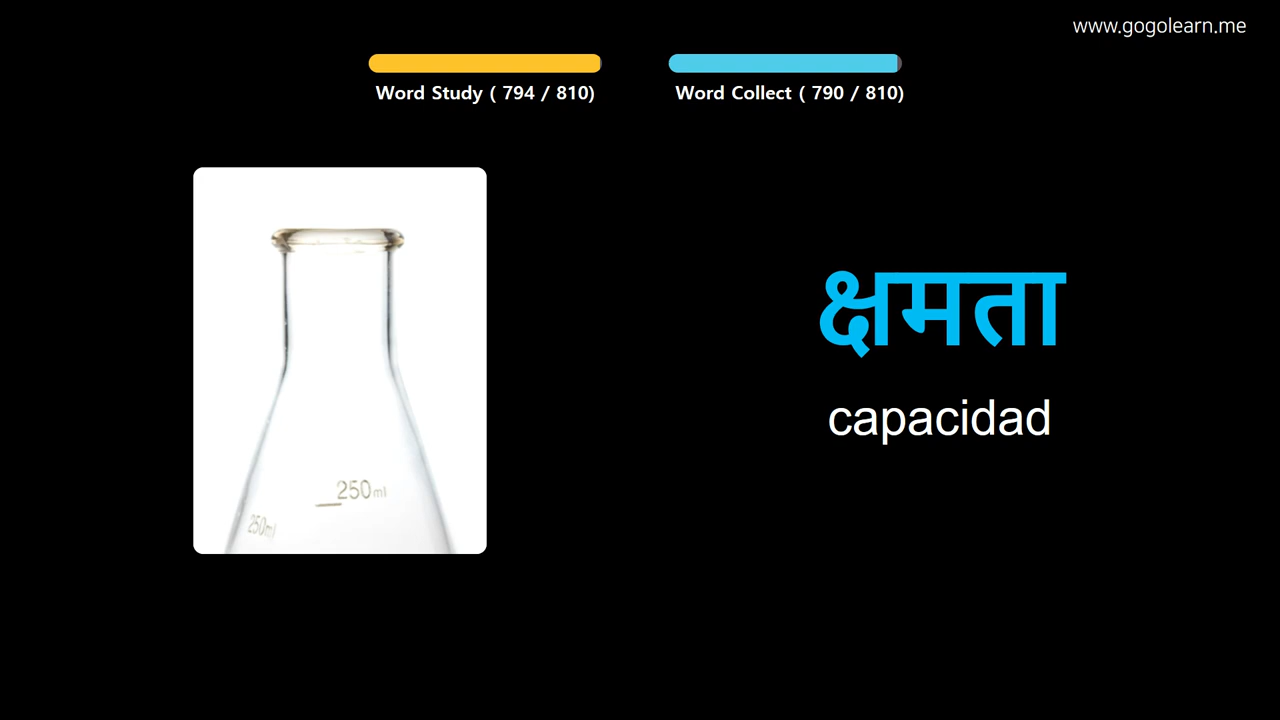 www.gogolearn.me
Word Study ( 794 / 810)
Word Collect ( 790 / 810)
क्षमता
capacidad
250ml
250ml